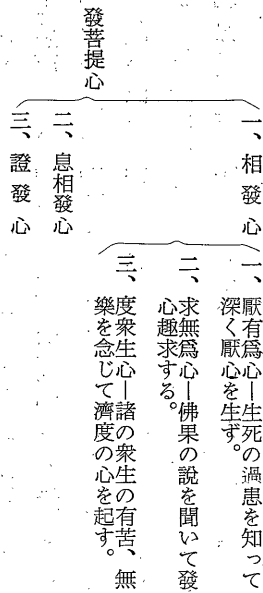 發菩提心
一、相發心
一、厭有爲心―生死の過患を知って
深く厭心を生ず。
二、求無爲心―佛果の說を聞いて發
心趣求する。
三、度衆生心―諸の衆生の有苦、無
樂を念じて濟度の心を起す。
二、息相發心
三、證發心